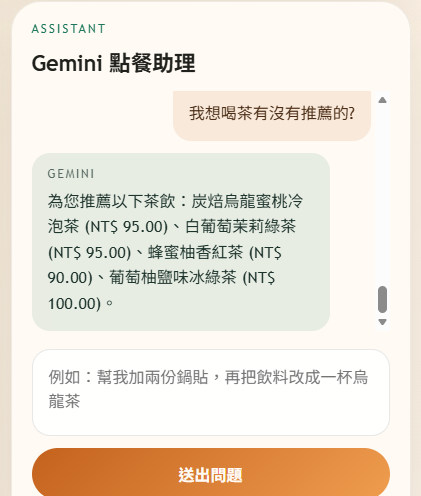 ASSISTANT
Gemini 點餐助理
我想喝茶有沒有推薦的?
GEMINI
為您推薦以下茶飲：炭焙烏龍蜜桃冷
泡茶 (NT$ 95.00)、白葡萄茉莉綠茶
(NT$ 95.00)、蜂蜜柚香紅茶 (NT$
90.00)、葡萄柚鹽味冰綠茶 (NT$
100.00)。
例如：幫我加兩份鍋貼，再把飲料改成一杯烏
龍茶
送出問題